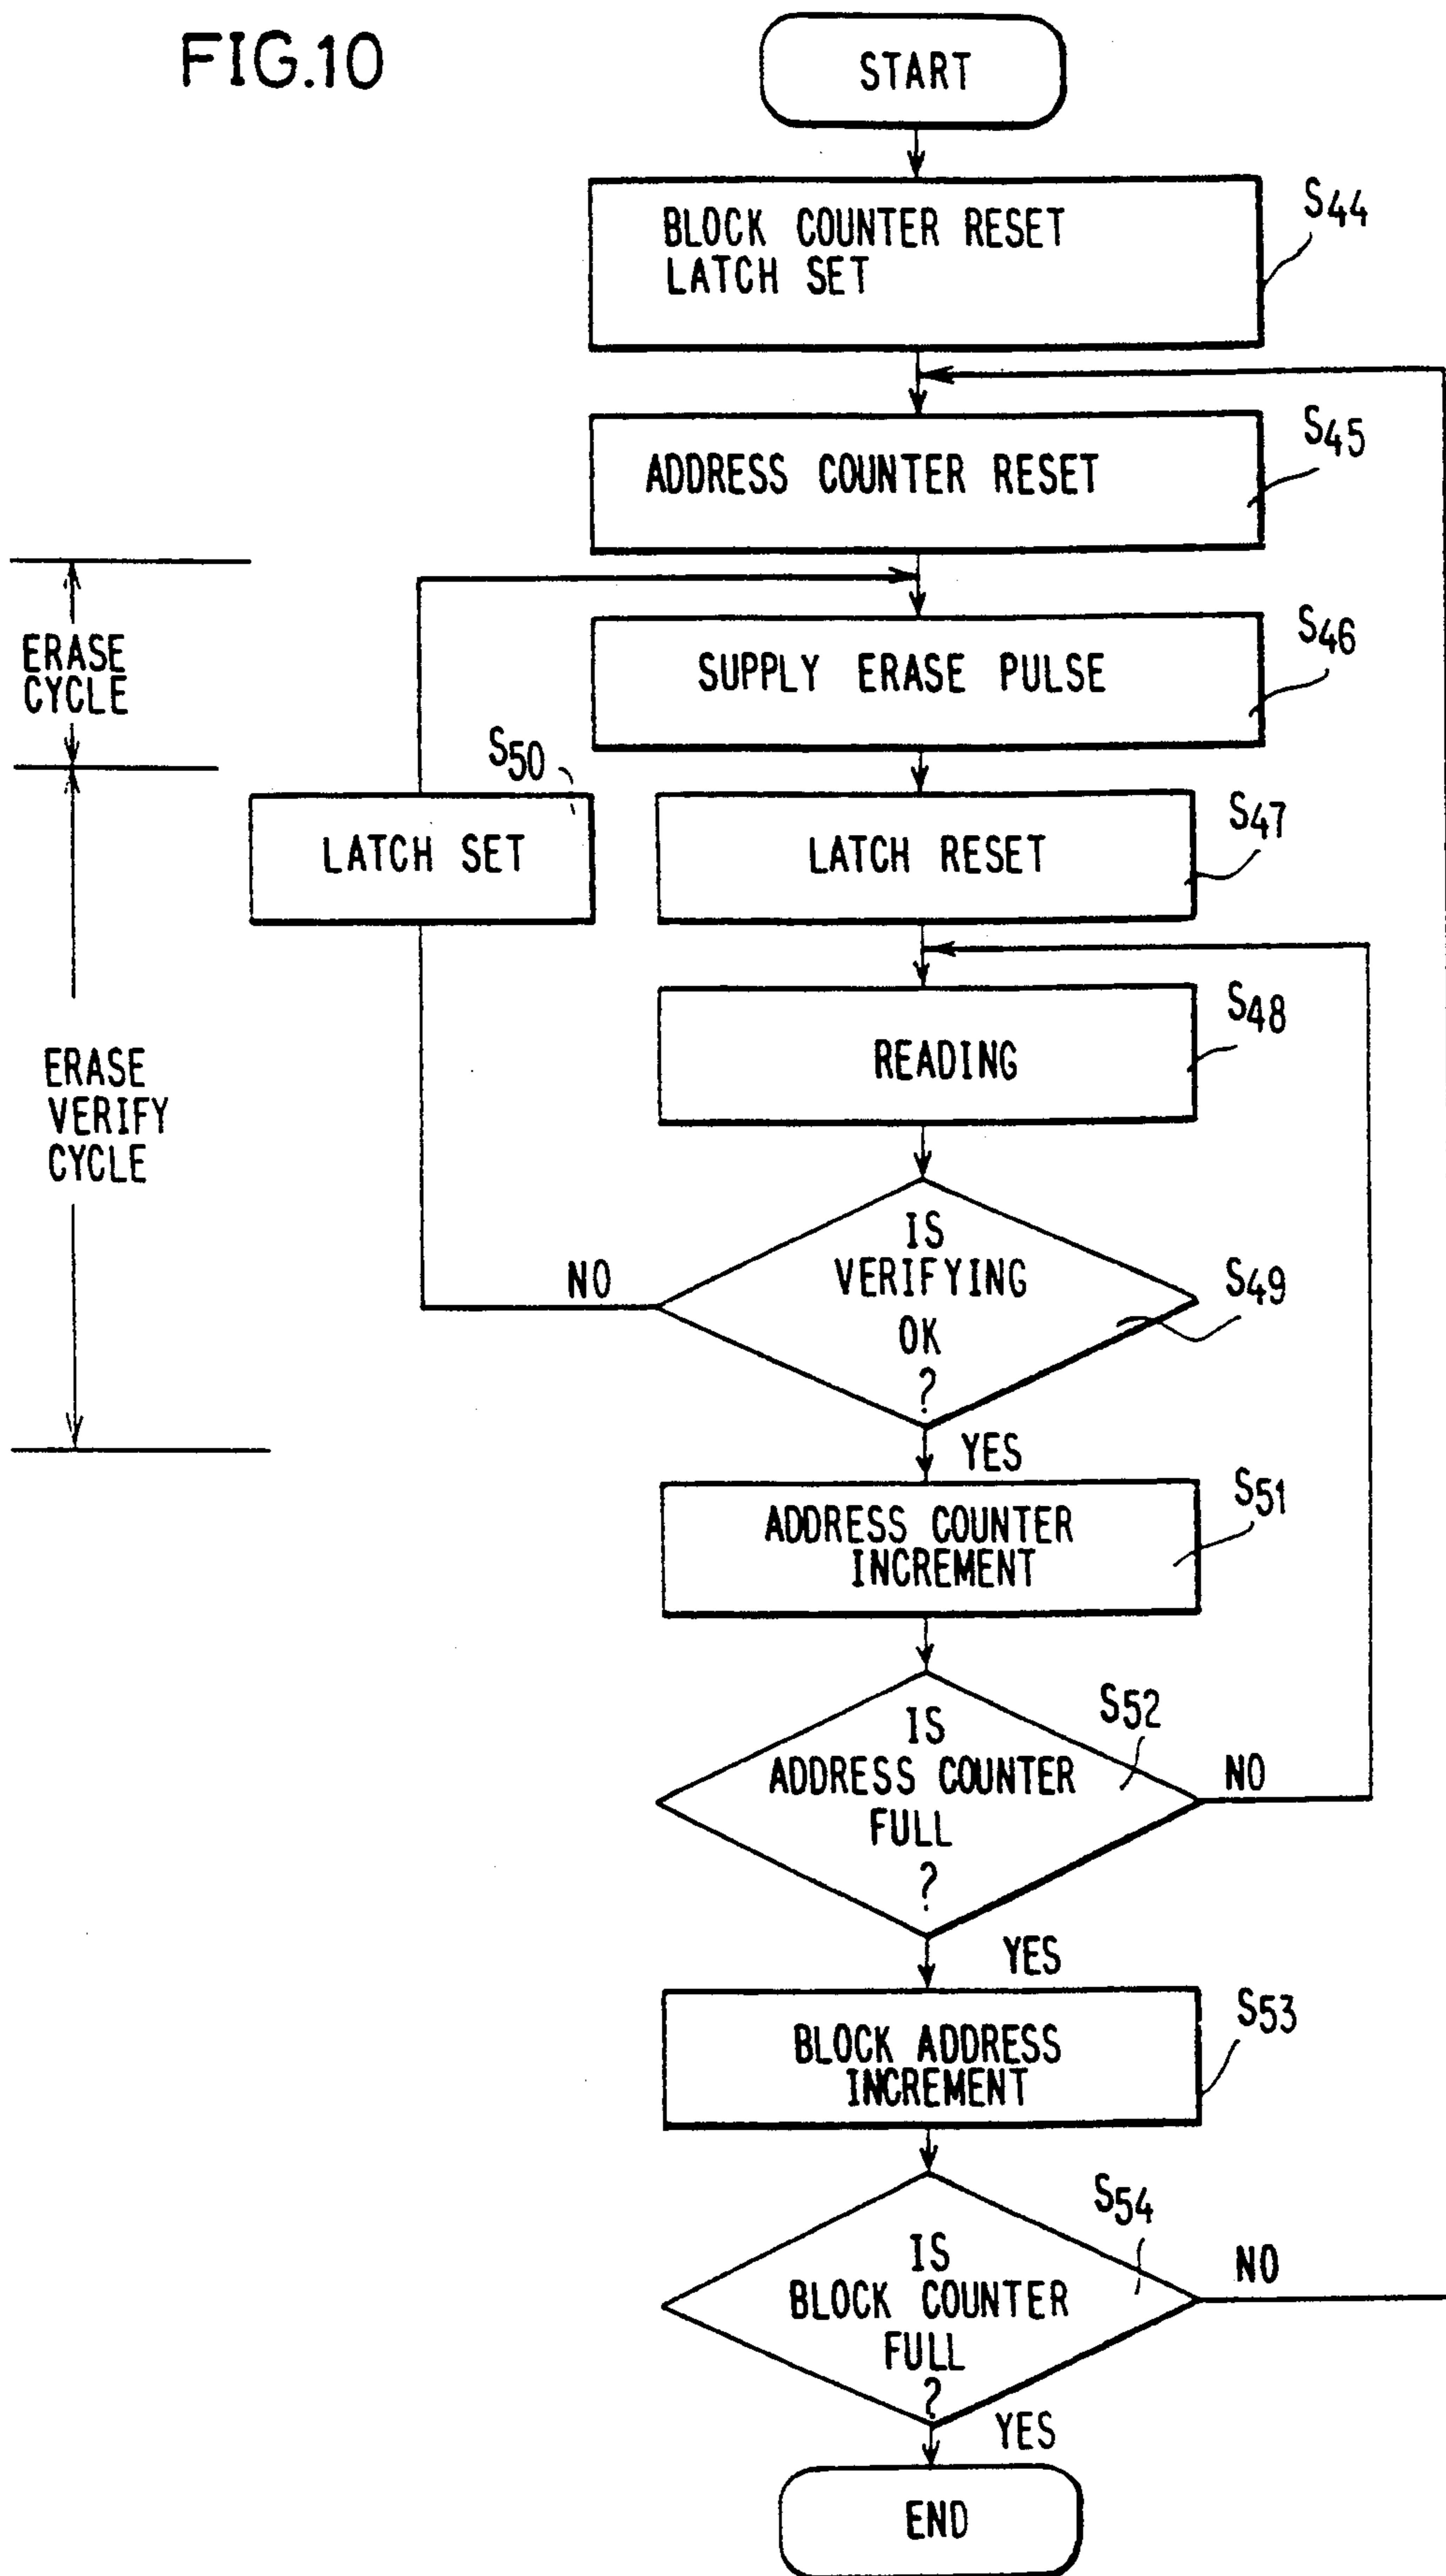 FIG.10
START
S44
BLOCK COUNTER RESET
LATCH SET
S45
ADDRESS COUNTER RESET
ERASE
CYCLE
S46
SUPPLY ERASE PULSE
S50
LATCH SET
S47
LATCH RESET
ERASE
VERIFY
CYCLE
S48
READING
IS
VERIFYING
OK
?
S49
NO
YES
S51
ADDRESS COUNTER
INCREMENT
S52
IS
ADDRESS COUNTER
FULL
?
NO
YES
S53
BLOCK ADDRESS
INCREMENT
S54
IS
BLOCK COUNTER
FULL
?
NO
YES
END